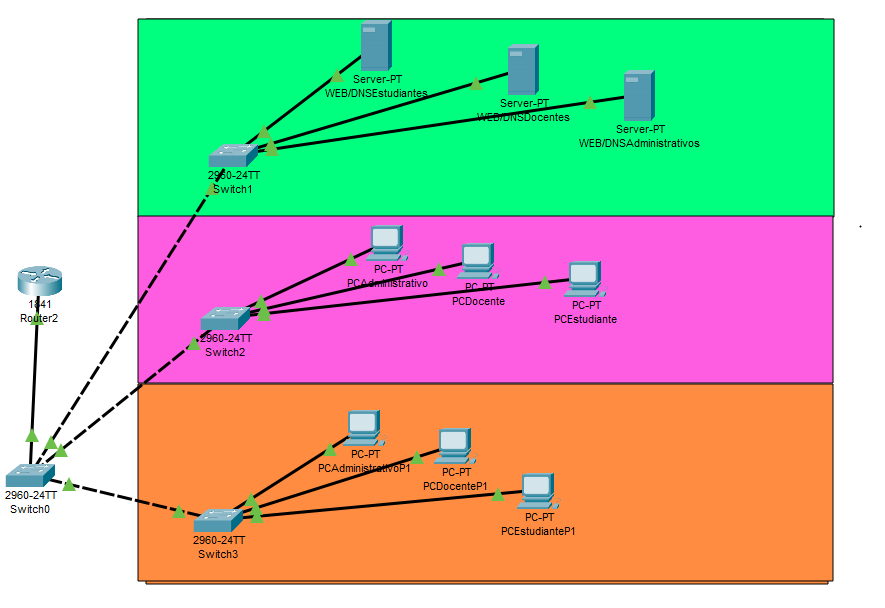 Server-PT
WEB/DNSEstudiantes
Server-PT
WEB/DNSDocentes
Server-PT
WEB/DNSAdministrativos
2960-24TT
Switch1
PC-PT
PCAdministrativo
PC-PT
PCDocente
PC-PT
PCEstudiante
1841
Router2
2960-24TT
Switch2
PC-PT
PCAdministrativoP1
PC-PT
PCDocenteP1
PC-PT
PCEstudianteP1
2960-24TT
Switch0
2960-24TT
Switch3